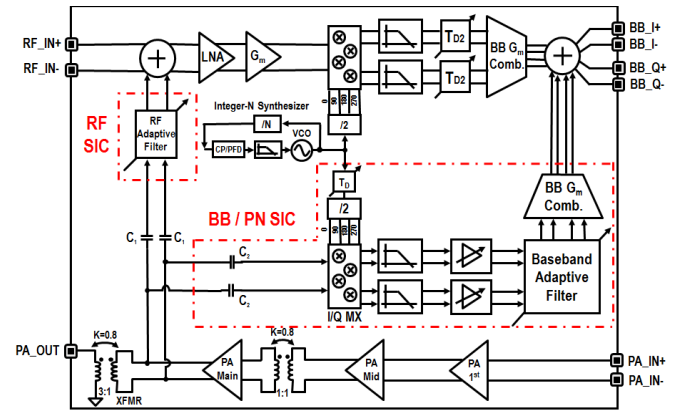 RF_IN+
RF_IN-
LNA
Gm
0
90
180
270
/2
TD2
TD2
BB Gm
Comb.
BB_I+
BB_I-
BB_Q+
BB_Q-
RF
SIC
RF
Adaptive
Filter
Integer-N Synthesizer
/N
VCO
CP/PFD
TD
/2
0
90
180
270
BB / PN SIC
BB Gm
Comb.
C1
C1
C2
C2
I/Q MX
Baseband
Adaptive
Filter
PA_OUT
K=0.8
3:1
XFMR
PA
Main
K=0.8
1:1
PA
Mid
PA
1st
PA_IN+
PA_IN-